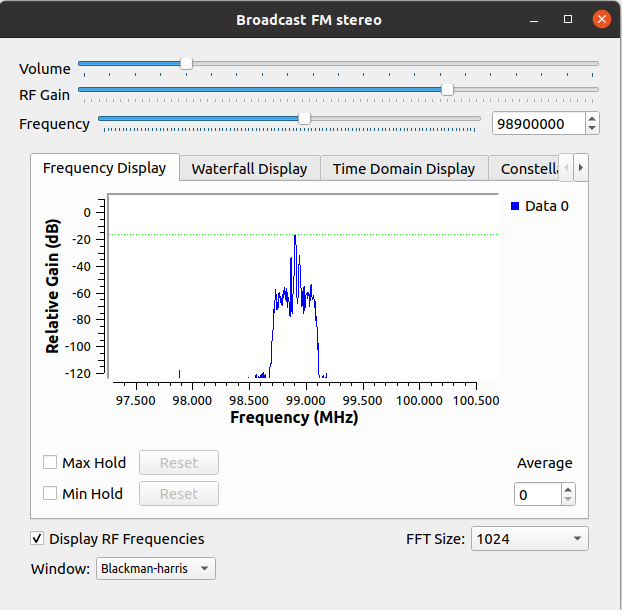 Broadcast FM stereo
Volume
RF Gain
Frequency 98900000
Frequency Display Waterfall Display Time Domain Display Constell
Data 0
Relative Gain (dB)
0
-20
-40
-60
-80
-100
-120
97.500 98.000 98.500 99.000 99.500 100.000 100.500
Frequency (MHz)
Max Hold Reset Average
Min Hold Reset 0
Display RF Frequencies FFT Size: 1024
Window: Blackman-harris